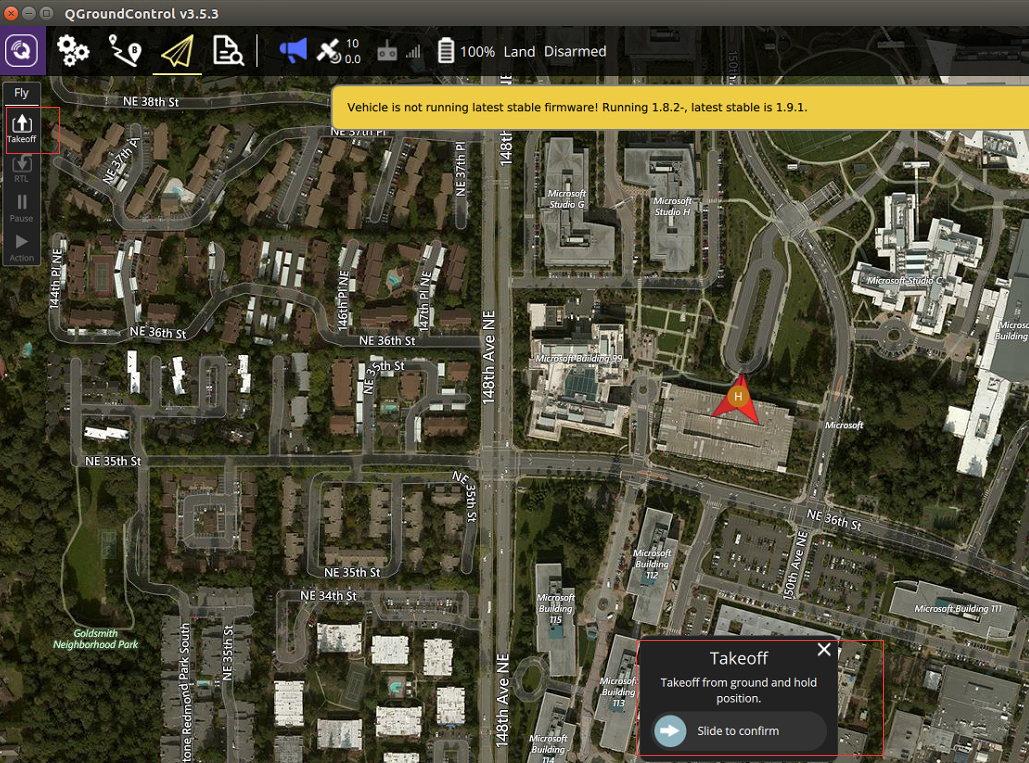 QGroundControl v3.5.3
10
0.0
100%
Land
Disarmed
Fly
Takeoff
RTL
Pause
Action
Vehicle is not running latest stable firmware! Running 1.8.2-, latest stable is 1.9.1.
NE 38th St
NE 37th Pl
NE 37th Pl
NE 37th Pl
148th Ave NE
Microsoft
Studio G
Microsoft
Studio H
Microsoft Studio C
Microsoft
Building
144th Pl NE
146th Pl NE
147th Pl NE
NE 36th St
NE 36th St
148th Ave NE
Microsoft Building 99
NE 35th St
H
Microsoft
NE 35th St
NE 35th St
NE 36th St
150th Ave NE
NE 35th St
NE 34th St
Microsoft
Building
112
Microsoft
Building
115
Microsoft Building 111
Goldsmith
Neighborhood Park
tone Redmond Park South
NE 35th St
148th Ave NE
Microsoft
Building
113
Microsoft
Building
114
Takeoff
Takeoff from ground and hold
position.
Slide to confirm